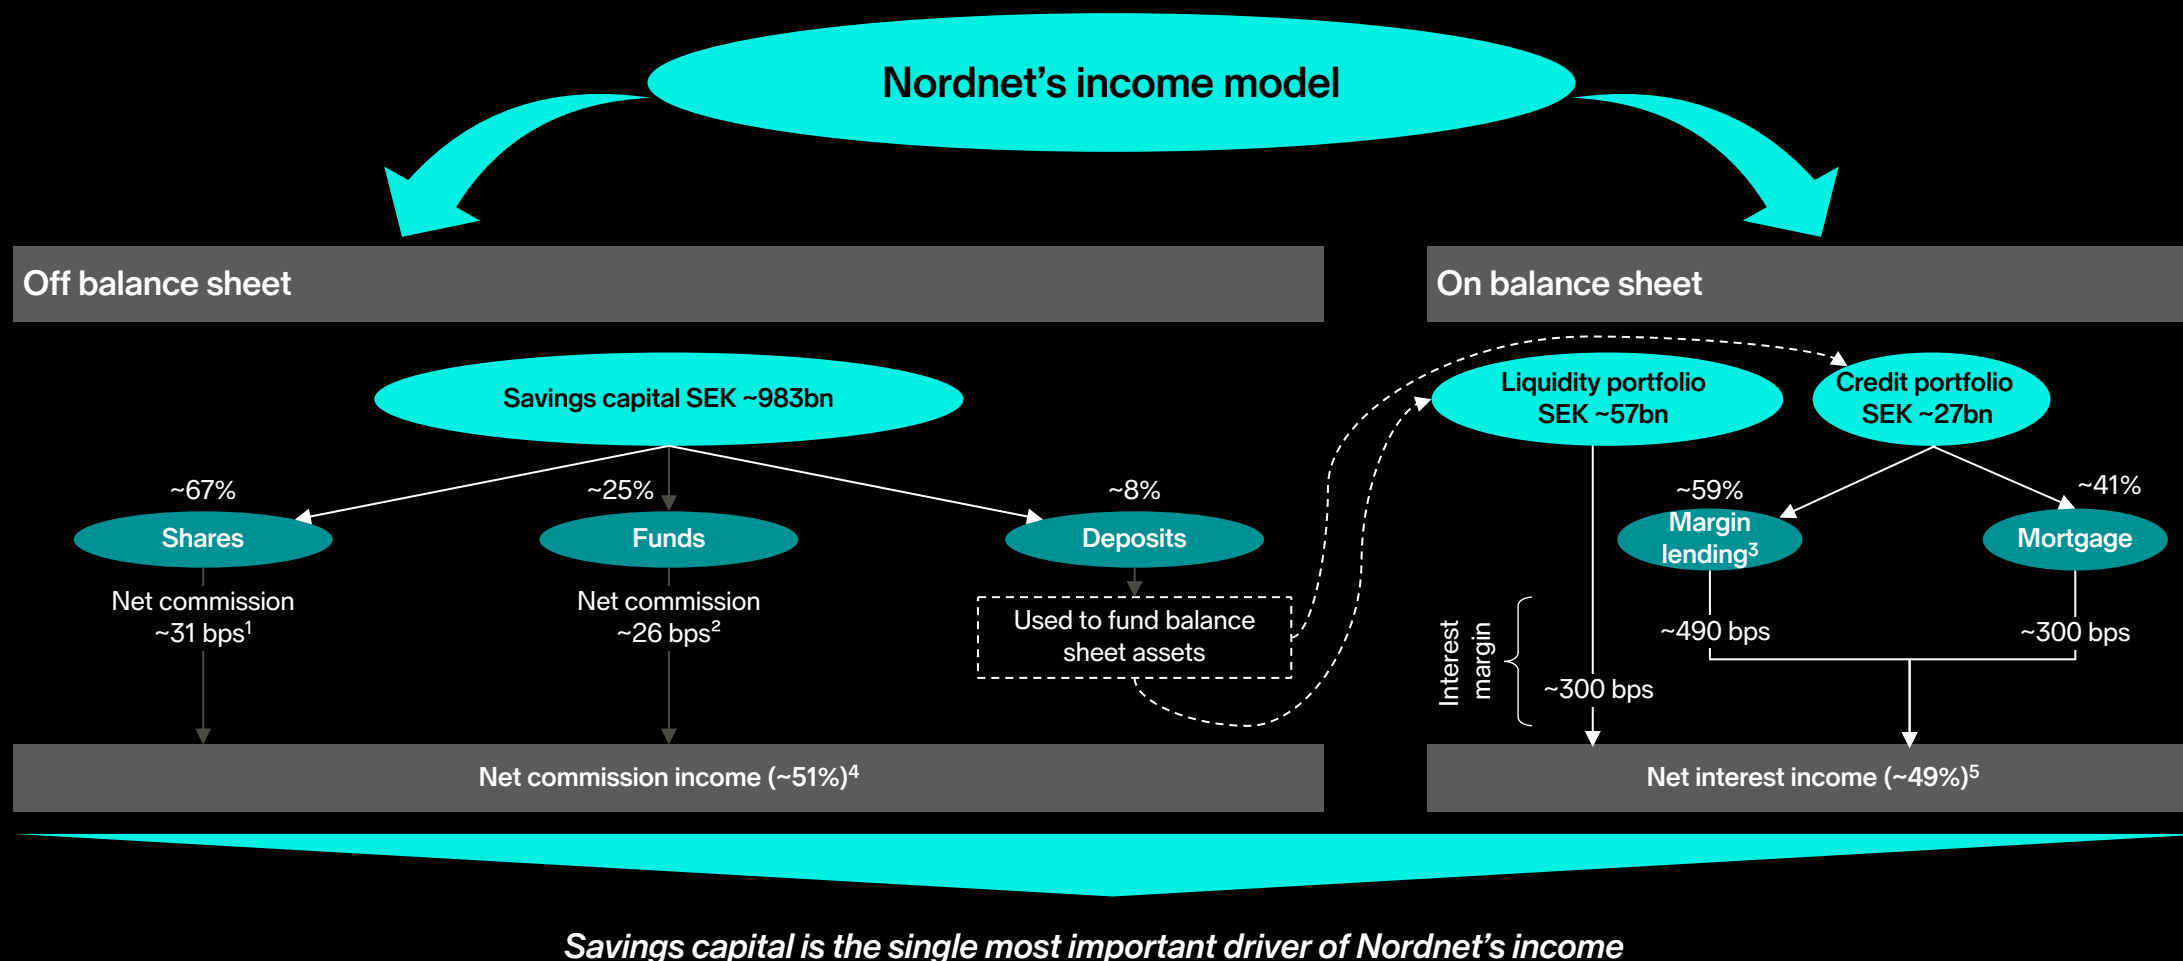 Nordnet’s income model
Off balance sheet
On balance sheet
Savings capital SEK ~983bn
Liquidity portfolio
SEK ~57bn
Credit portfolio
SEK ~27bn
~67%
~25%
~8%
~59%
~41%
Shares
Funds
Deposits
Margin
lending³
Mortgage
Net commission
~31 bps¹
Net commission
~26 bps²
Used to fund balance
sheet assets
Interest
margin
~300 bps
~490 bps
~300 bps
Net commission income (~51%)⁴
Net interest income (~49%)⁵
Savings capital is the single most important driver of Nordnet’s income